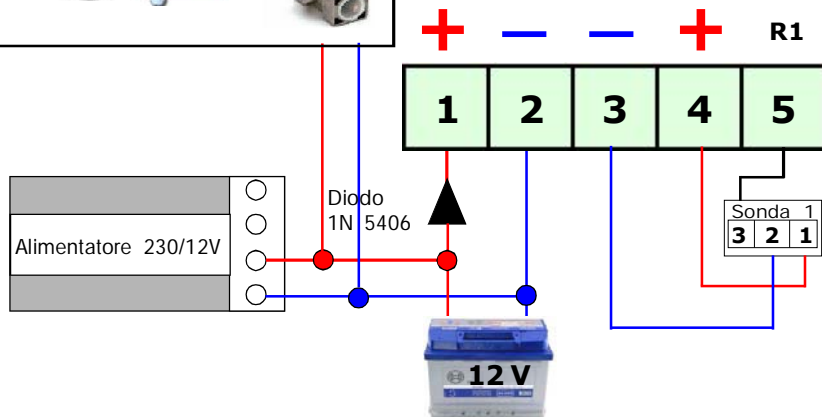 + — — + R1
1 2 3 4 5
Diodo
1N 5406
Alimentatore 230/12V
Sonda 1
3 2 1
12 V